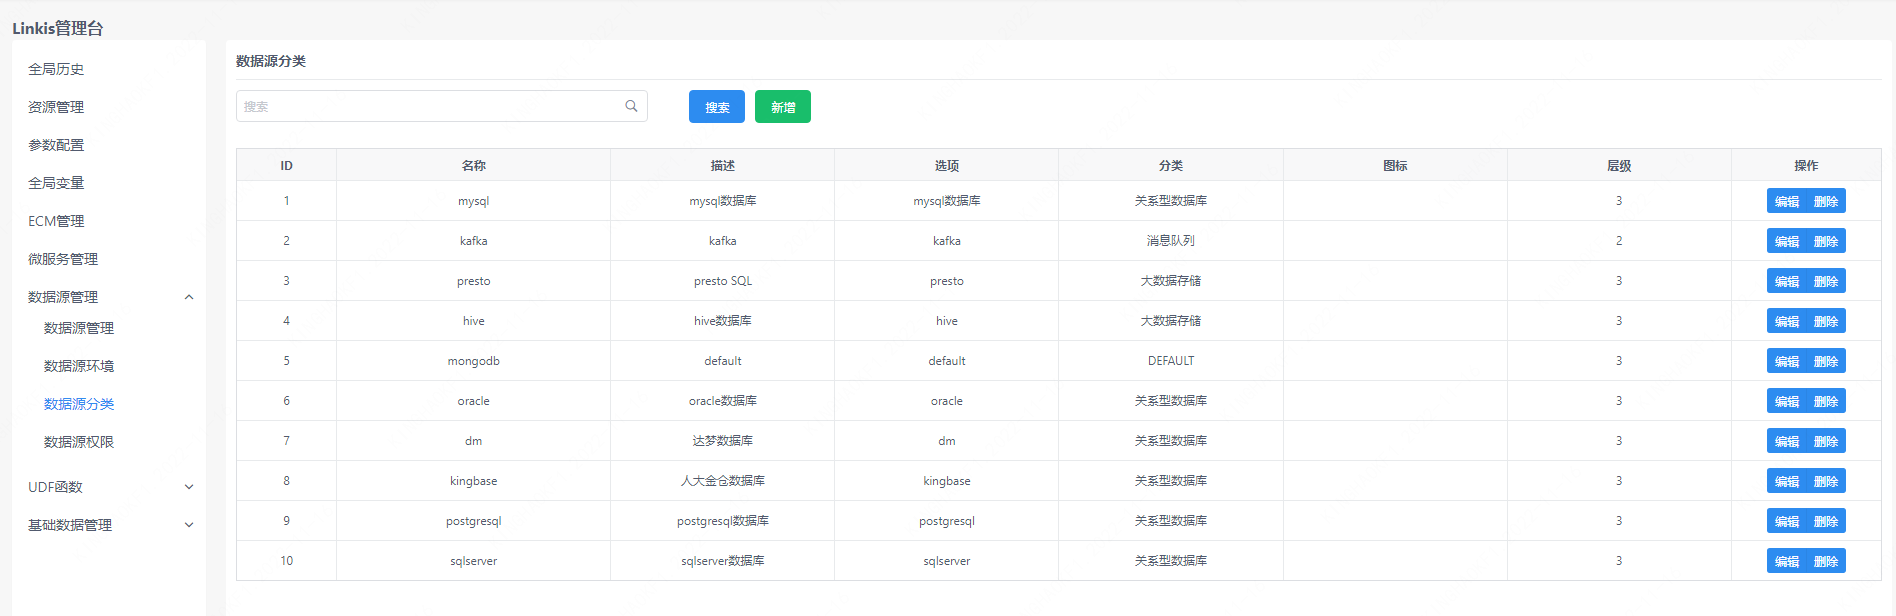 Linkis管理台
全局历史
资源管理
参数配置
全局变量
ECM管理
微服务管理
数据源管理
数据源管理
数据源环境
数据源分类
数据源权限
UDF函数
基础数据管理
数据源分类
搜索 搜索 新增
ID 名称 描述 选项 分类 图标 层级 操作
1 mysql mysql数据库 mysql数据库 关系型数据库 3 编辑 删除
2 kafka kafka kafka 消息队列 2 编辑 删除
3 presto presto SQL presto 大数据存储 3 编辑 删除
4 hive hive数据库 hive 大数据存储 3 编辑 删除
5 mongodb default default DEFAULT 3 编辑 删除
6 oracle oracle数据库 oracle 关系型数据库 3 编辑 删除
7 dm 达梦数据库 dm 关系型数据库 3 编辑 删除
8 kingbase 人大金仓数据库 kingbase 关系型数据库 3 编辑 删除
9 postgresql postgresql数据库 postgresql 关系型数据库 3 编辑 删除
10 sqlserver sqlserver数据库 sqlserver 关系型数据库 3 编辑 删除